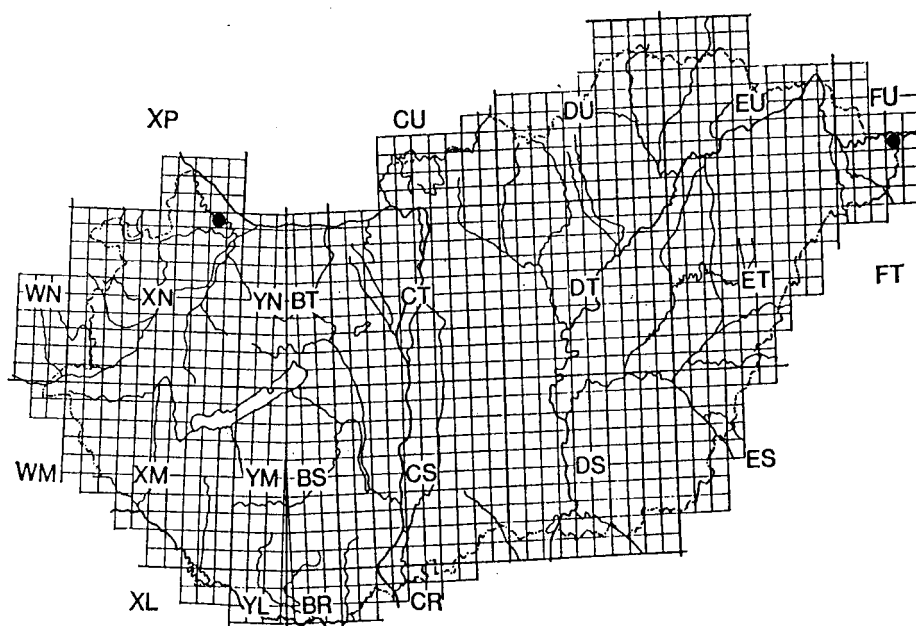 DU EU FU
XP CU
WN XN YN BT CT DT ET FT
WM XM YM BS CS DS ES
XL YL BR CR